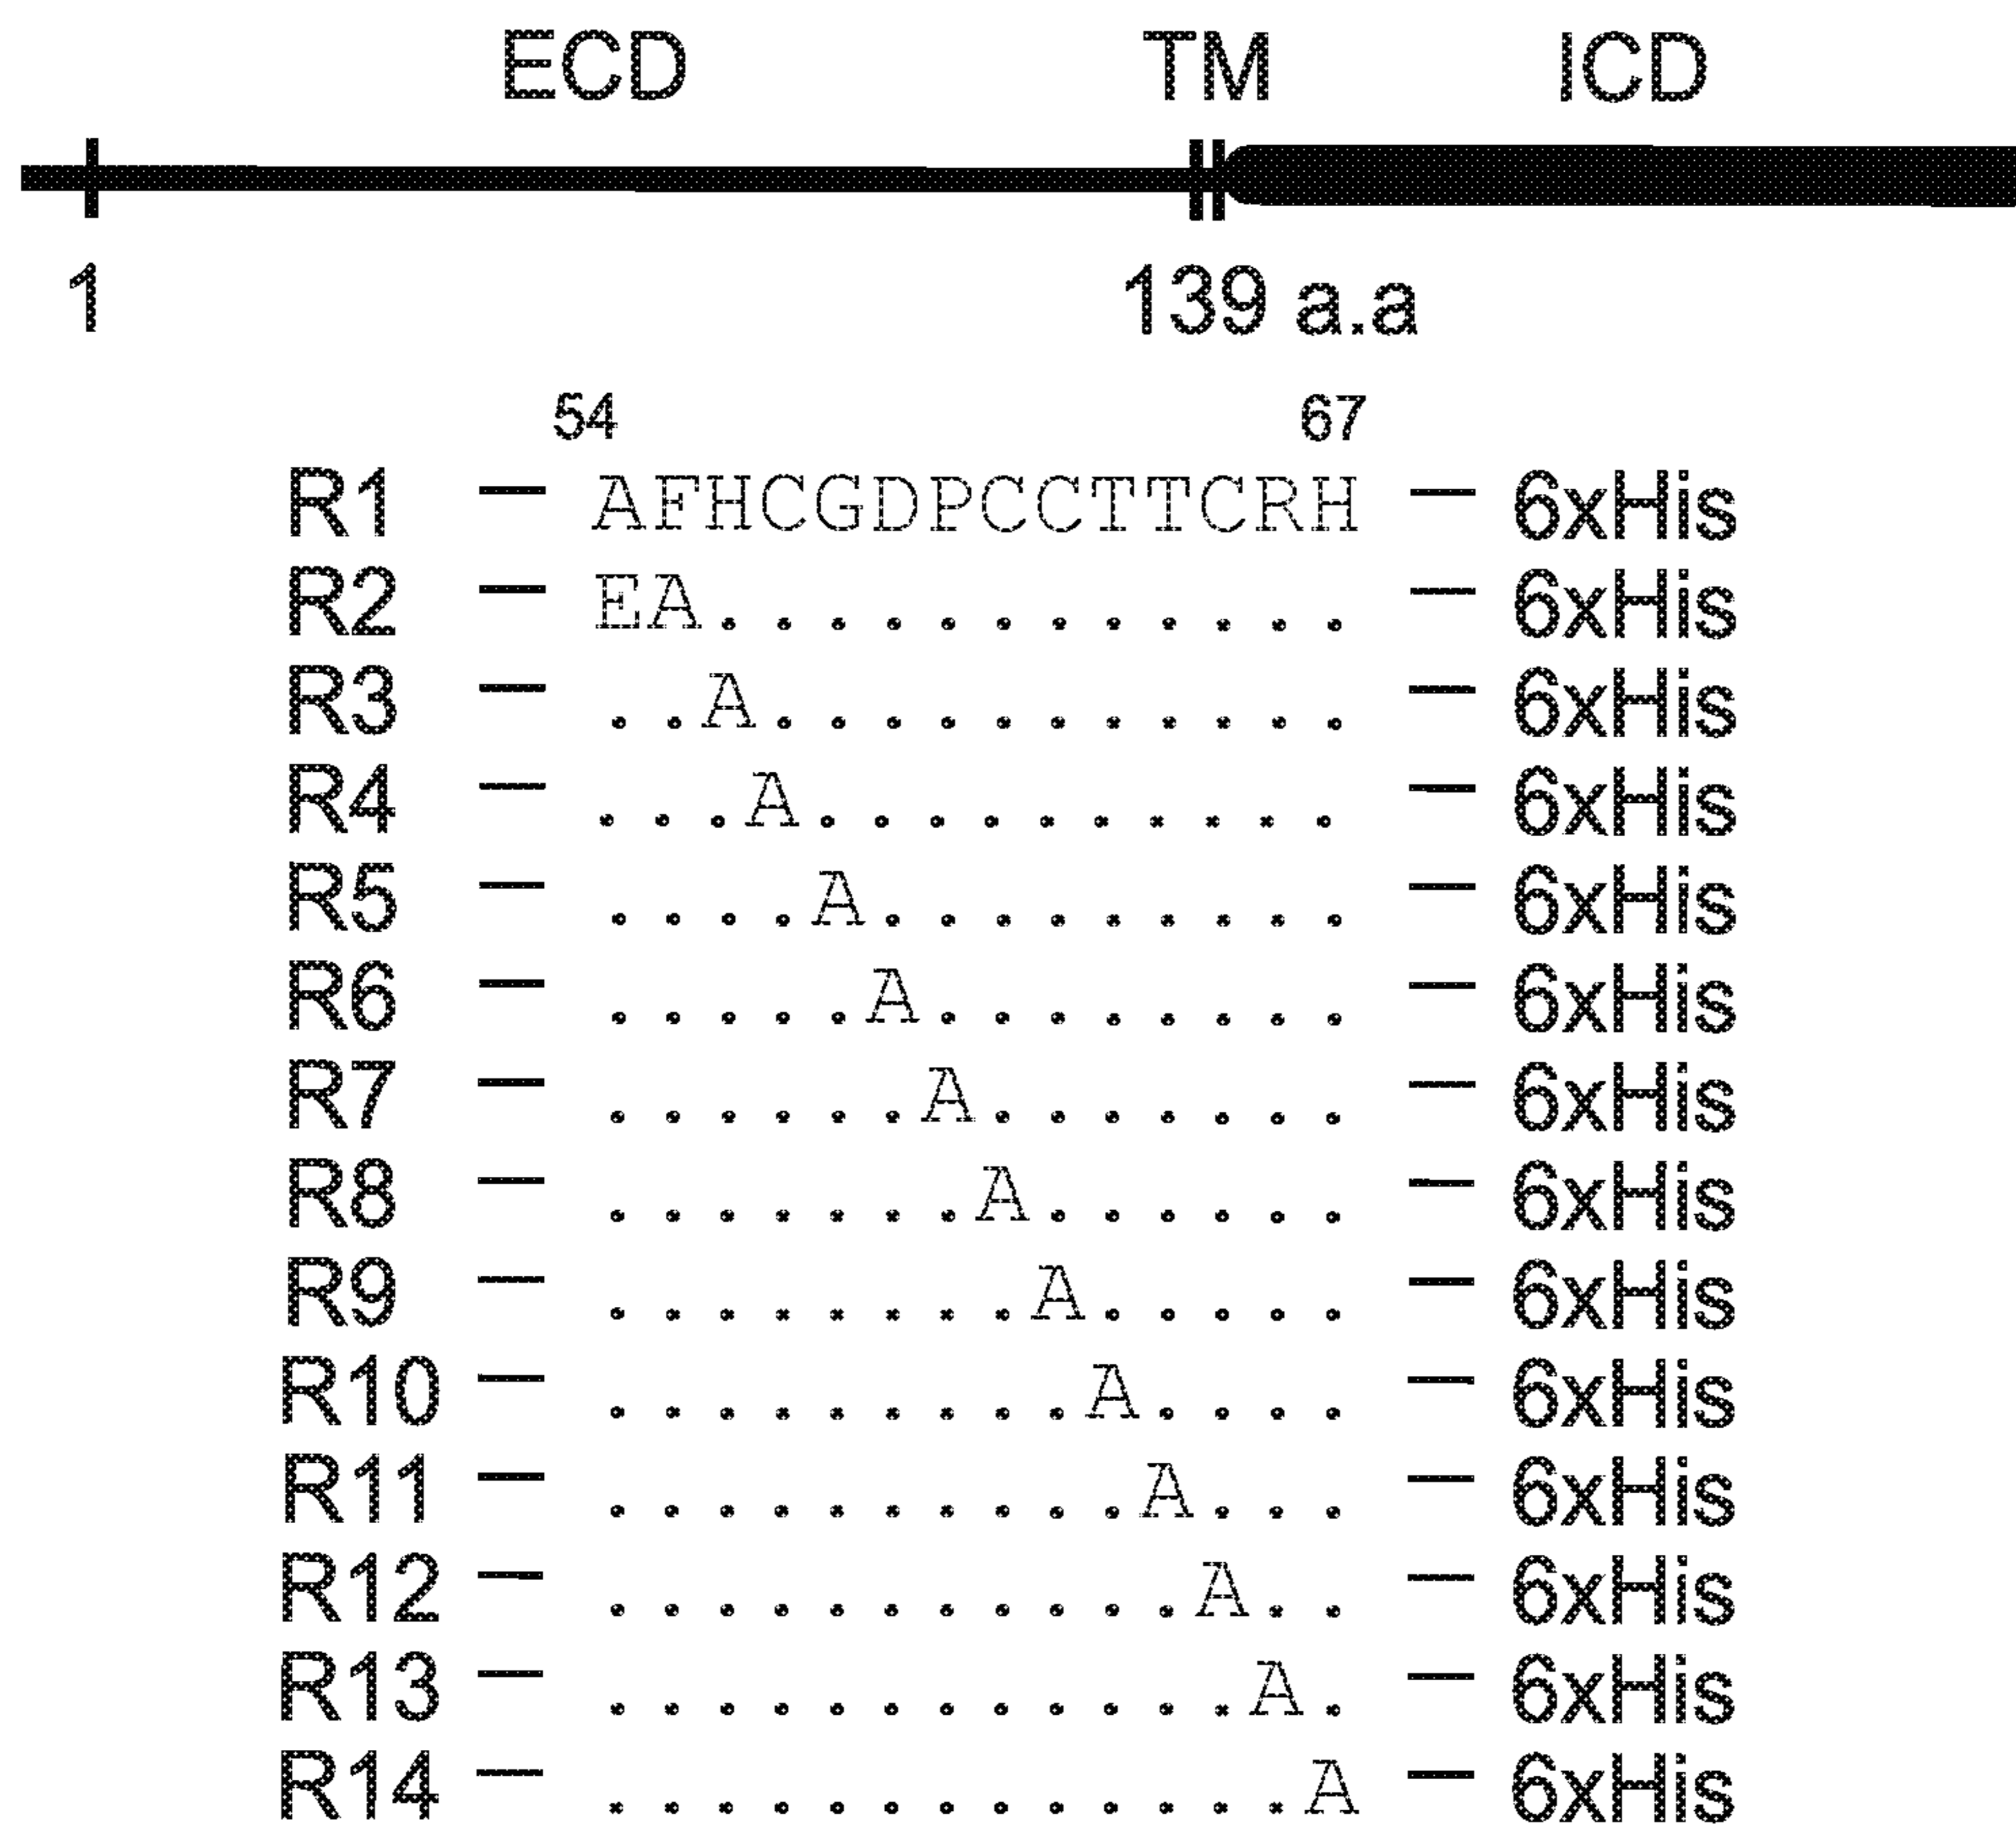 ECD TM ICD
1 139 a.a
54 67
R1 — AFHCGDPCCTTCRH — 6xHis
R2 — EA............ — 6xHis
R3 — ..A........... — 6xHis
R4 — ...A.......... — 6xHis
R5 — ....A......... — 6xHis
R6 — .....A........ — 6xHis
R7 — ......A....... — 6xHis
R8 — .......A...... — 6xHis
R9 — ........A..... — 6xHis
R10 — .........A.... — 6xHis
R11 — ..........A... — 6xHis
R12 — ...........A.. — 6xHis
R13 — ............A. — 6xHis
R14 — .............A — 6xHis